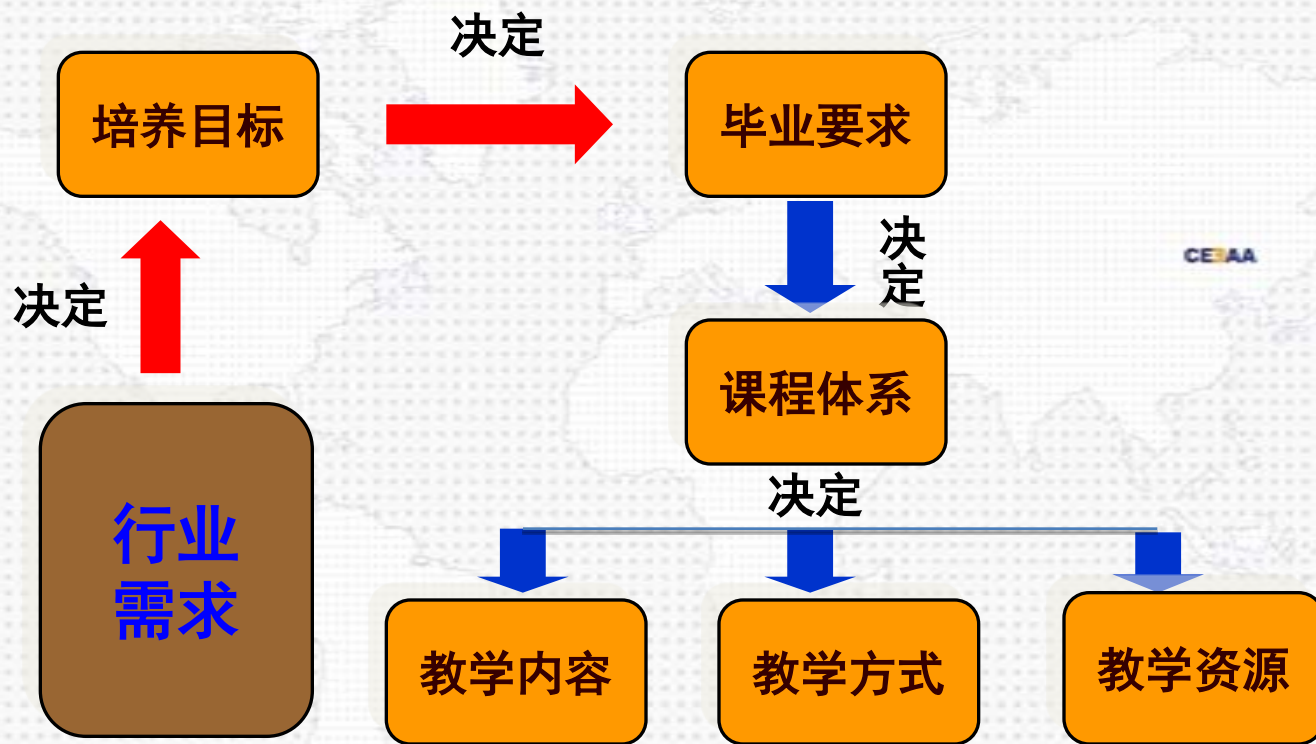 决定
培养目标
毕业要求
决
定
决定
CEEAA
课程体系
决定
行业
需求
教学内容
教学方式
教学资源